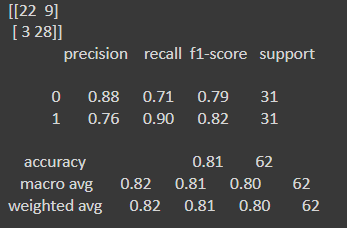 [[22 9]
[ 3 28]]
precision recall f1-score support
0 0.88 0.71 0.79 31
1 0.76 0.90 0.82 31
accuracy 0.81 62
macro avg 0.82 0.81 0.80 62
weighted avg 0.82 0.81 0.80 62